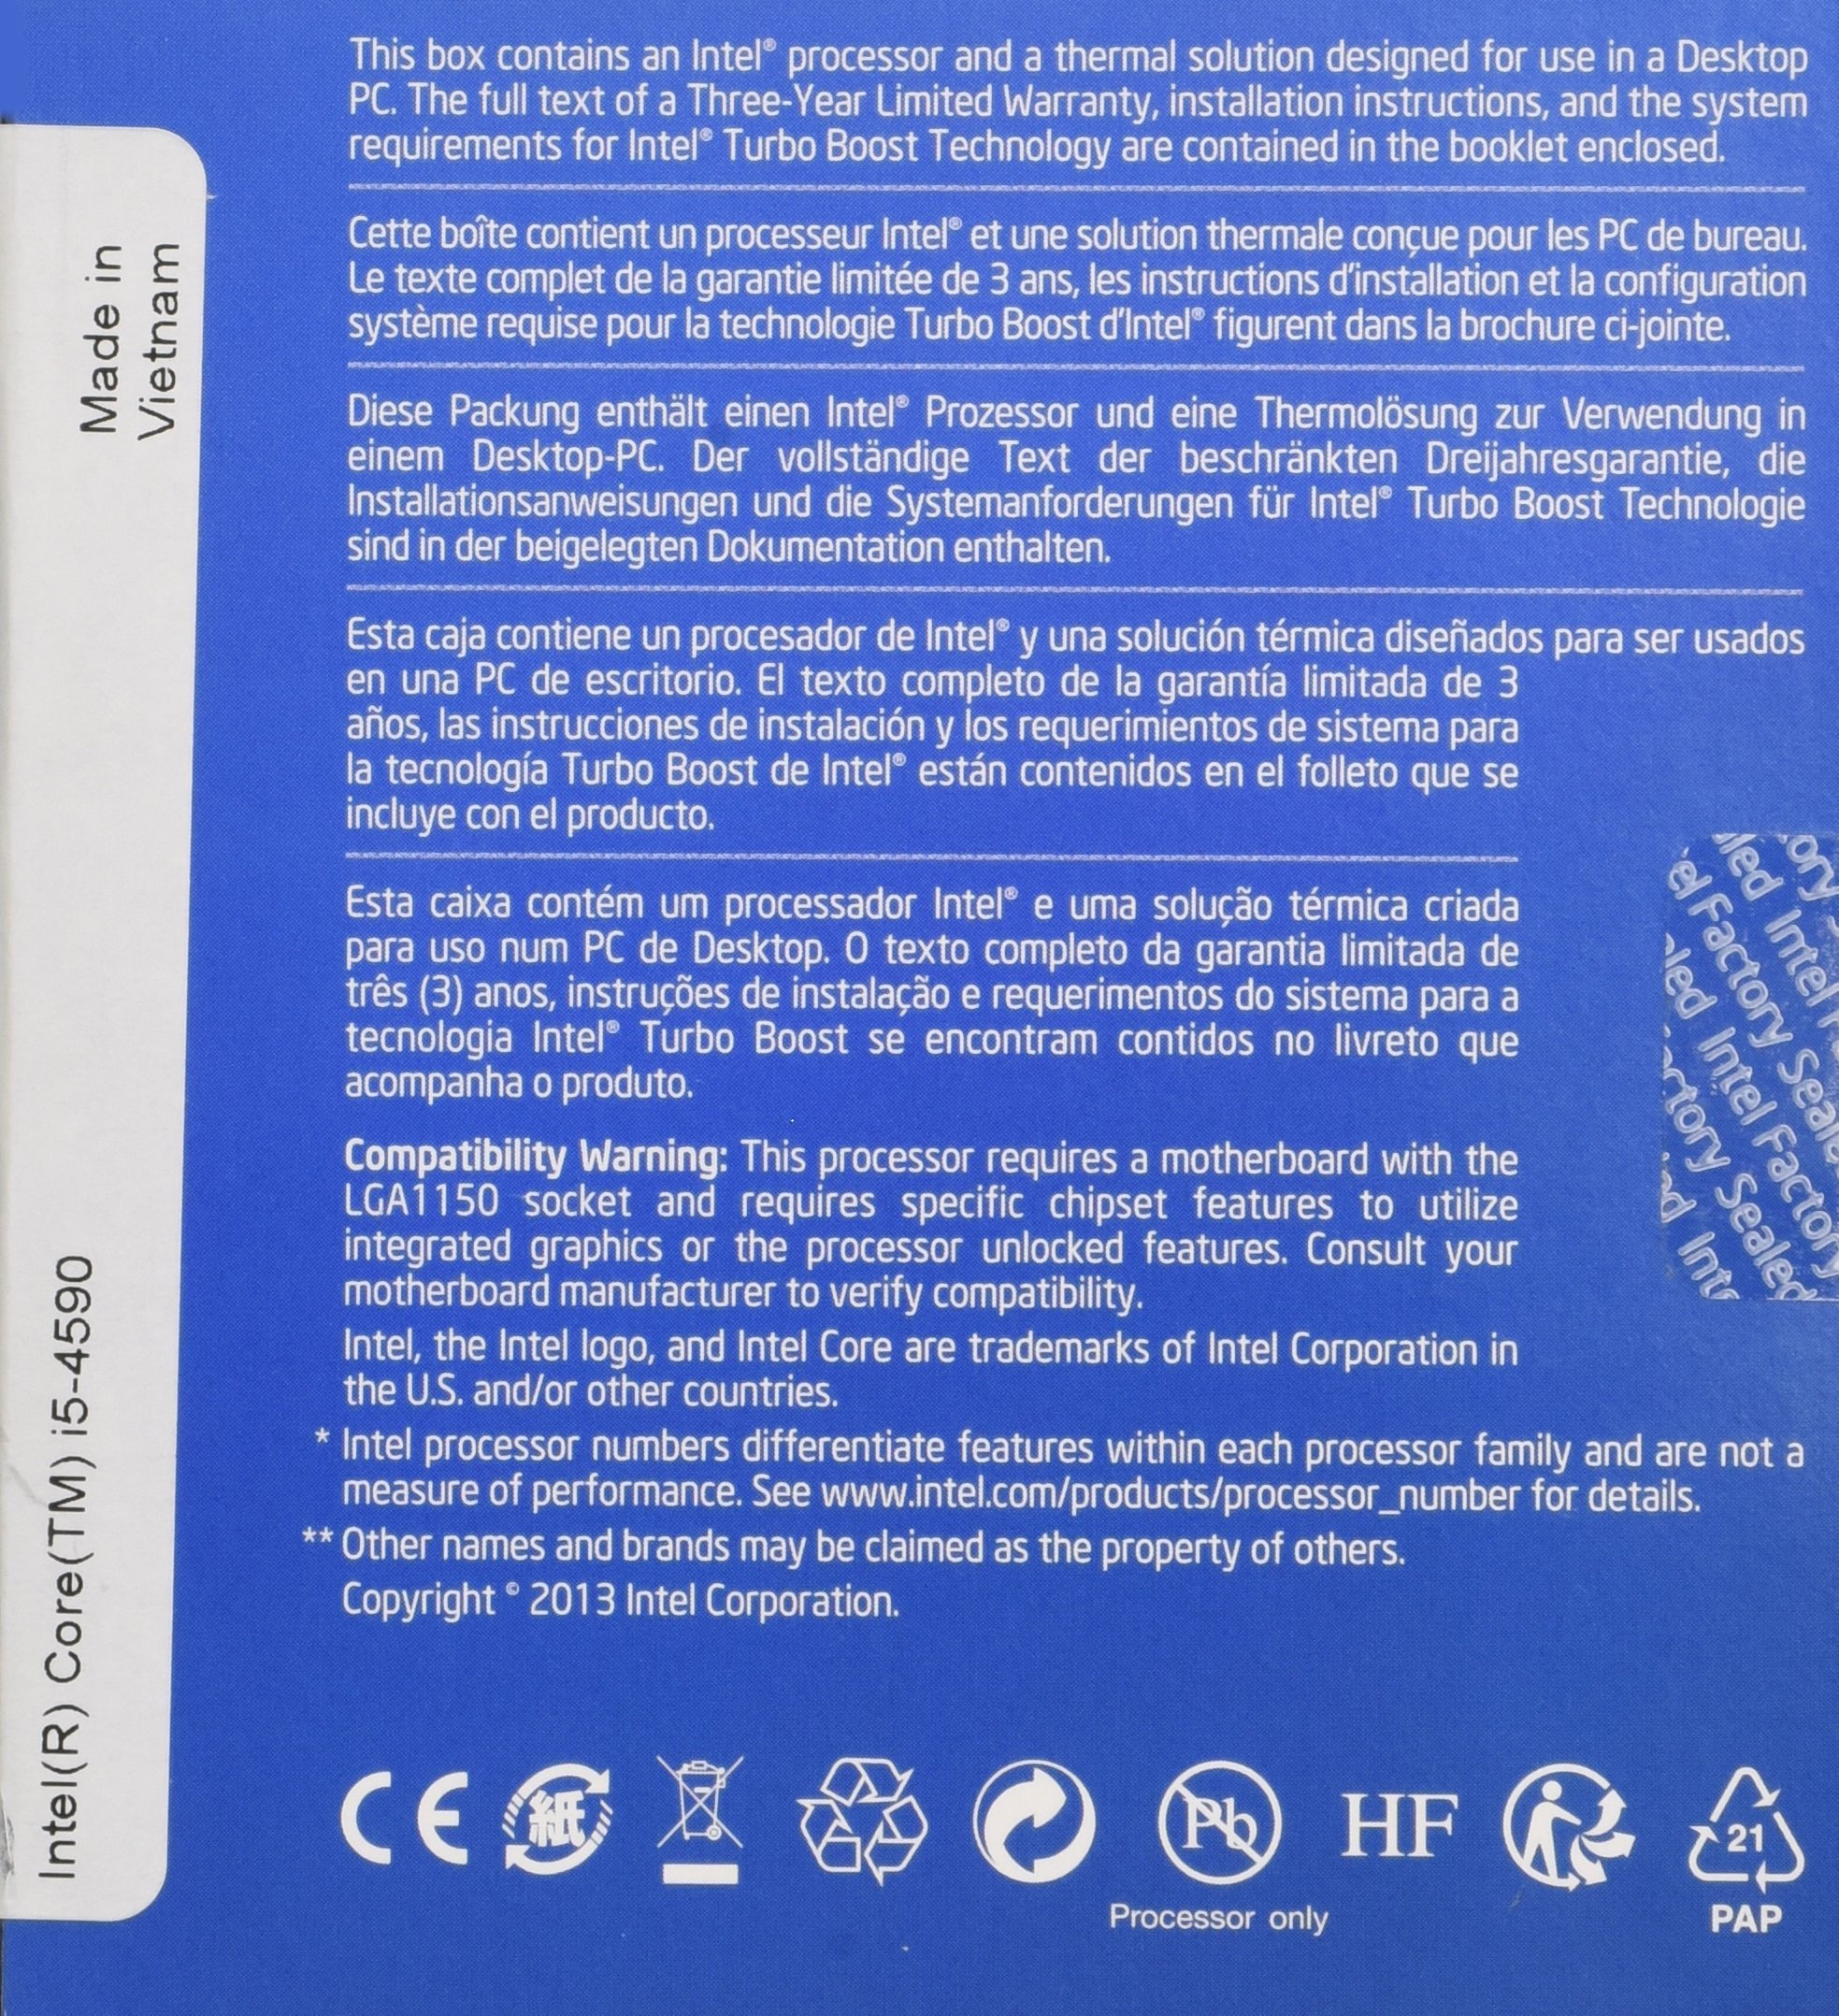 This box contains an Intel® processor and a thermal solution designed for use in a Desktop
PC. The full text of a Three-Year Limited Warranty, installation instructions, and the system
requirements for Intel® Turbo Boost Technology are contained in the booklet enclosed.
Cette boîte contient un processeur Intel® et une solution thermale conçue pour les PC de bureau.
Le texte complet de la garantie limitée de 3 ans, les instructions d'installation et la configuration
système requise pour la technologie Turbo Boost d'Intel® figurent dans la brochure ci-jointe.
Diese Packung enthält einen Intel® Prozessor und eine Thermolösung zur Verwendung in
einem Desktop-PC. Der vollständige Text der beschränkten Dreijahresgarantie, die
Installationsanweisungen und die Systemanforderungen für Intel® Turbo Boost Technologie
sind in der beigelegten Dokumentation enthalten.
Esta caja contiene un procesador de Intel® y una solución térmica diseñados para ser usados
en una PC de escritorio. El texto completo de la garantía limitada de 3
años, las instrucciones de instalación y los requerimientos de sistema para
la tecnología Turbo Boost de Intel® están contenidos en el folleto que se
incluye con el producto.
Esta caixa contém um processador Intel® e uma solução térmica criada
para uso num PC de Desktop. O texto completo da garantia limitada de
três (3) anos, instruções de instalação e requerimentos do sistema para a
tecnologia Intel® Turbo Boost se encontram contidos no livreto que
acompanha o produto.
Compatibility Warning: This processor requires a motherboard with the
LGA1150 socket and requires specific chipset features to utilize
integrated graphics or the processor unlocked features. Consult your
motherboard manufacturer to verify compatibility.
Intel, the Intel logo, and Intel Core are trademarks of Intel Corporation in
the U.S. and/or other countries.
* Intel processor numbers differentiate features within each processor family and are not a
measure of performance. See www.intel.com/products/processor_number for details.
** Other names and brands may be claimed as the property of others.
Copyright © 2013 Intel Corporation.
CE
紙
Pb
HF
21
Processor only
PAP
Made in
Vietnam
Intel(R) Core(TM) i5-4590
Intel
Factory
Intel Factory
Sealed